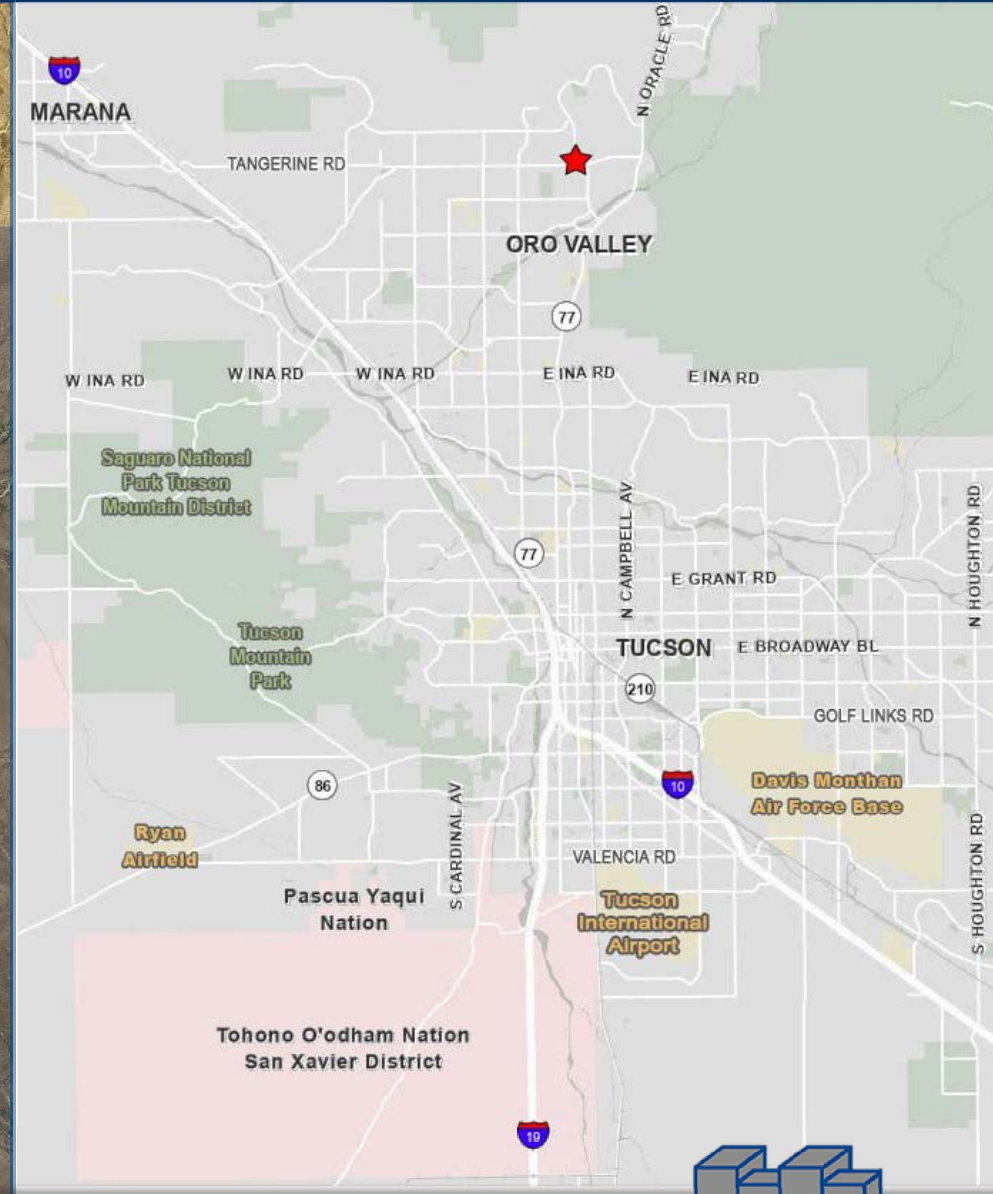 N ORACLE RD
10
MARANA
TANGERINE RD
ORO VALLEY
77
W INA RD
W INA RD
W INA RD
E INA RD
E INA RD
Saguaro National
Park Tucson
Mountain District
N CAMPBELL AV
N HOUGHTON RD
77
E GRANT RD
Tucson
Mountain
Park
TUCSON
E BROADWAY BL
210
GOLF LINKS RD
86
10
Davis Monthan
Air Force Base
S CARDINAL AV
Ryan
Airfield
VALENCIA RD
S HOUGHTON RD
Pascua Yaqui
Nation
Tucson
International
Airport
Tohono O'odham Nation
San Xavier District
19